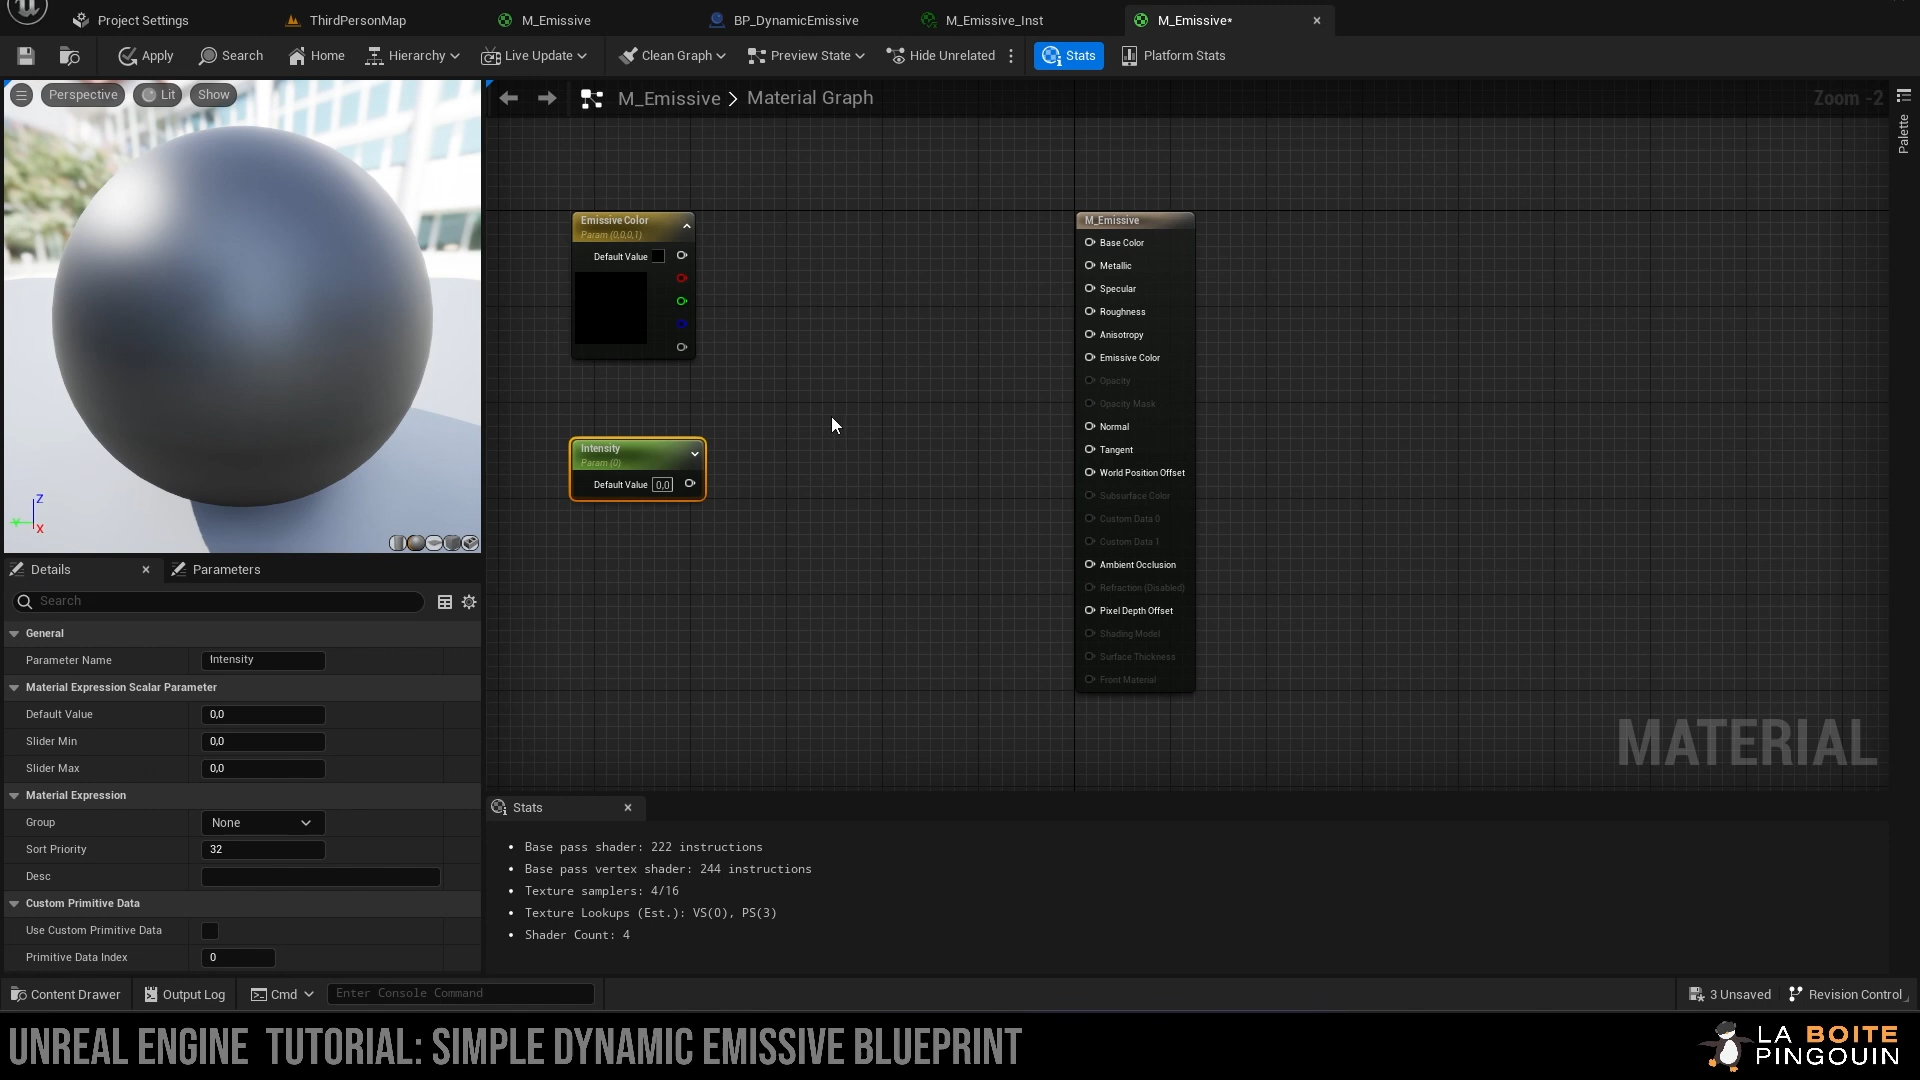 Project Settings
ThirdPersonMap
M_Emissive
BP_DynamicEmissive
M_Emissive_Inst
M_Emissive*
Apply
Search
Home
Hierarchy
Live Update
Clean Graph
Preview State
Hide Unrelated
Stats
Platform Stats
Perspective
Lit
Show
M_Emissive > Material Graph
Zoom -2
Palette
Emissive Color
Param (0,0,0,1)
Default Value
Intensity
Param (0)
Default Value 0,0
M_Emissive
Base Color
Metallic
Specular
Roughness
Anisotropy
Emissive Color
Opacity
Opacity Mask
Normal
Tangent
World Position Offset
Subsurface Color
Custom Data 0
Custom Data 1
Ambient Occlusion
Refraction (Disabled)
Pixel Depth Offset
Shading Model
Surface Thickness
Front Material
MATERIAL
Z
Y
X
Details
Parameters
Search
General
Parameter Name Intensity
Material Expression Scalar Parameter
Default Value 0,0
Slider Min 0,0
Slider Max 0,0
Material Expression
Group None
Sort Priority 32
Desc
Custom Primitive Data
Use Custom Primitive Data
Primitive Data Index 0
Stats
• Base pass shader: 222 instructions
• Base pass vertex shader: 244 instructions
• Texture samplers: 4/16
• Texture Lookups (Est.): VS(0), PS(3)
• Shader Count: 4
Content Drawer
Output Log
Cmd
Enter Console Command
3 Unsaved
Revision Control
UNREAL ENGINE TUTORIAL: SIMPLE DYNAMIC EMISSIVE BLUEPRINT
LA BOITE
PINGOUIN